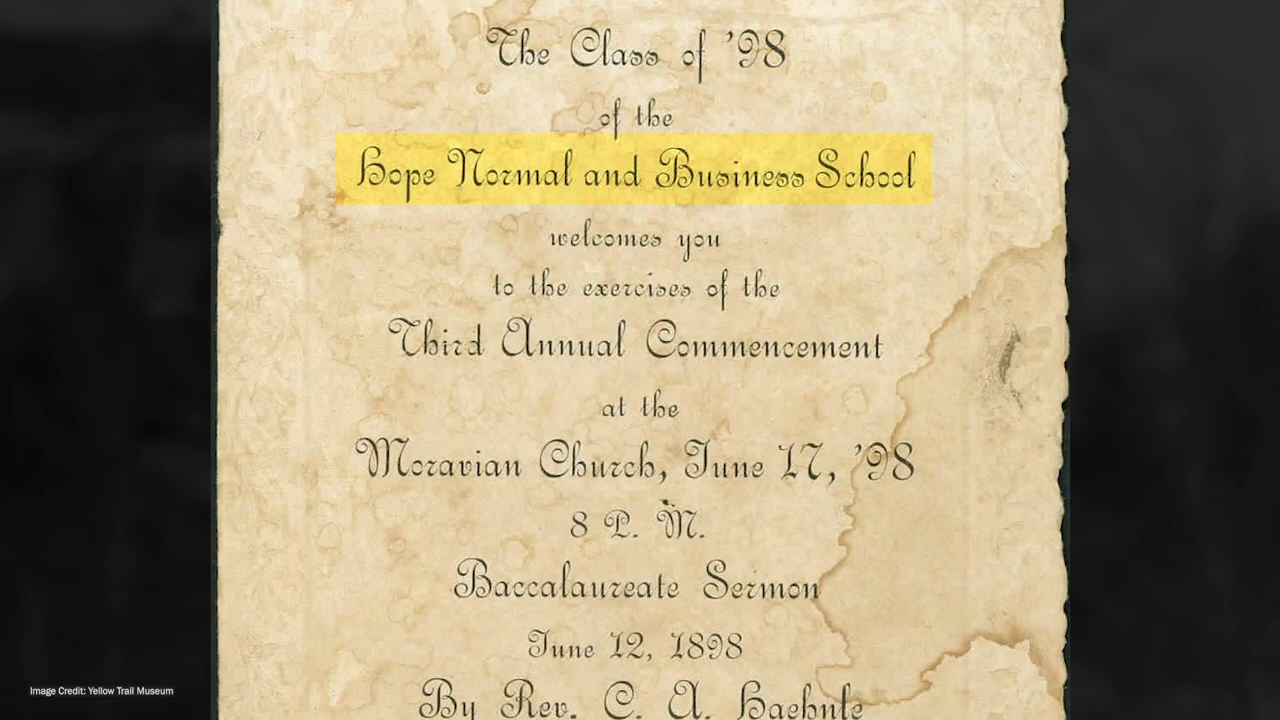 The Class of '98
of the
Hope Normal and Business School
welcomes you
to the exercises of the
Third Annual Commencement
at the
Moravian Church, June 17, '98
8 P. M.
Baccalaureate Sermon
June 12, 1898
By Rev. C. A. Haehnle
Image Credit: Yellow Trail Museum